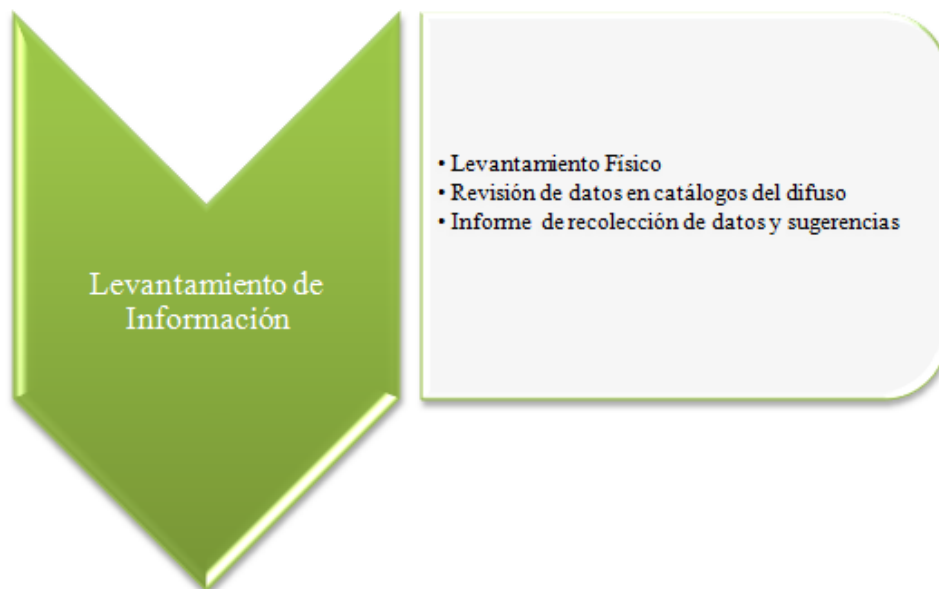 Levantamiento de
Información
• Levantamiento Físico
• Revisión de datos en catálogos del difuso
• Informe de recolección de datos y sugerencias